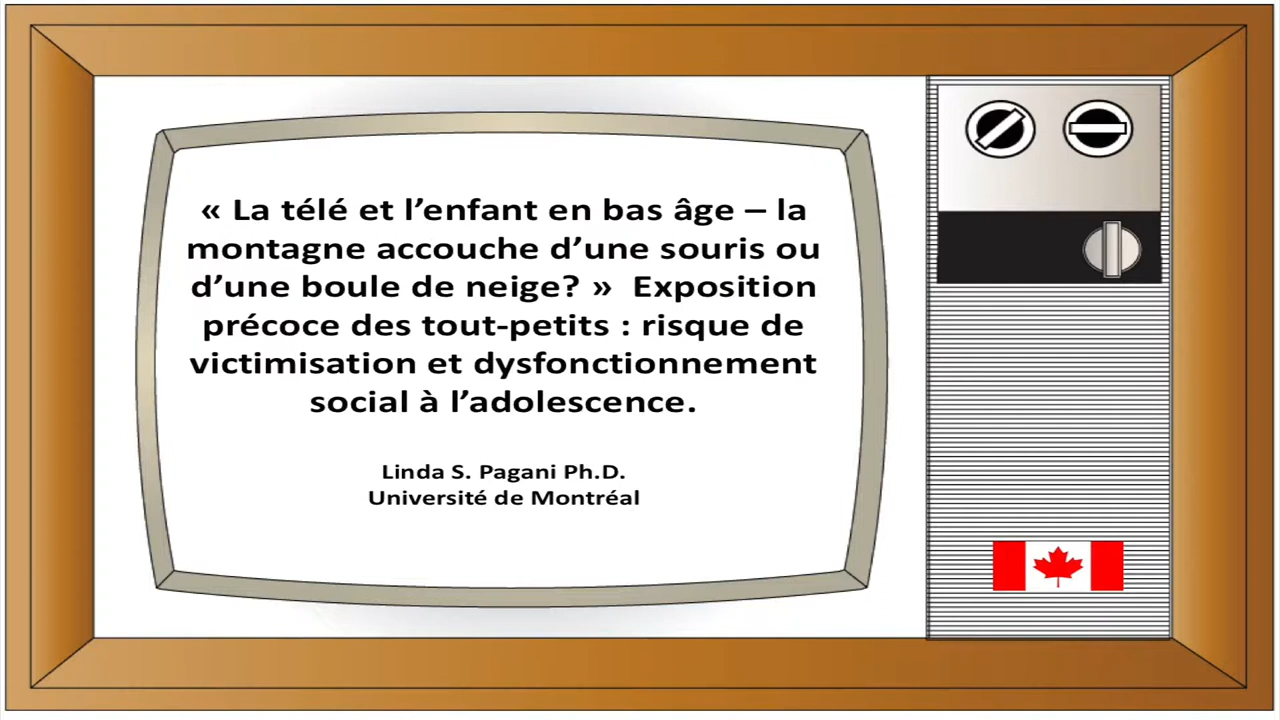 « La télé et l’enfant en bas âge – la
montagne accouche d’une souris ou
d’une boule de neige? »  Exposition
précoce des tout-petits : risque de
victimisation et dysfonctionnement
social à l’adolescence.
Linda S. Pagani Ph.D.
Université de Montréal